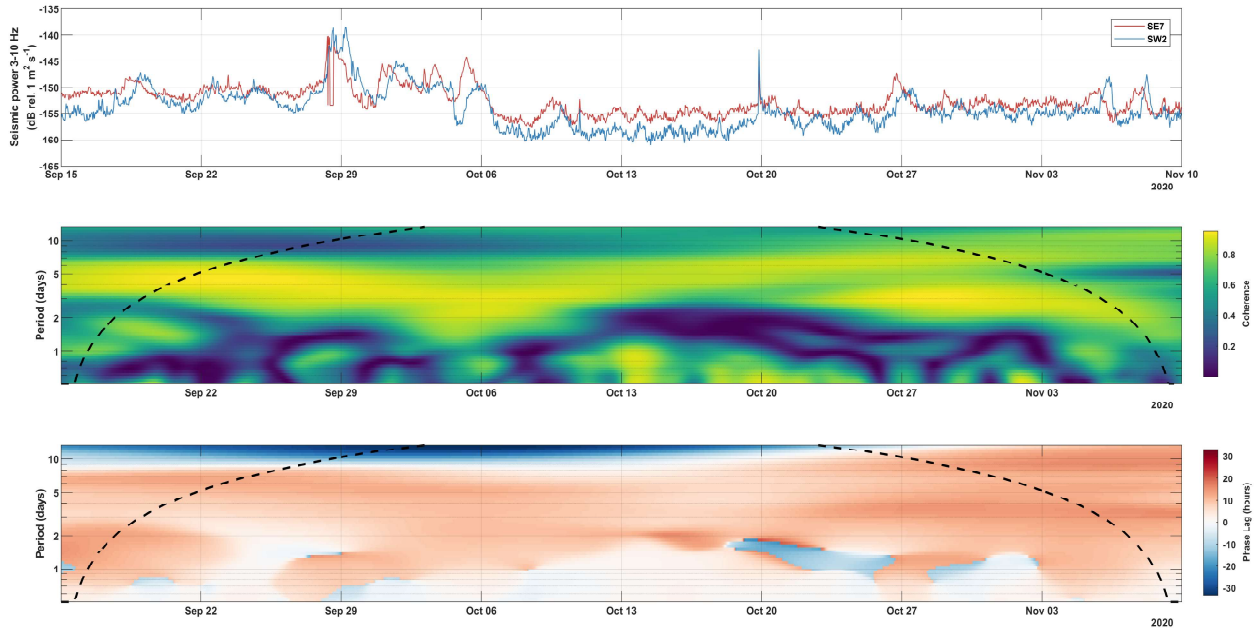 -135
-140
-145
-150
-155
-160
-165
Seismic power 3-10 Hz
(dB rel. 1 m² s⁻¹)
SE7
SW2
Sep 15
Sep 22
Sep 29
Oct 06
Oct 13
Oct 20
Oct 27
Nov 03
Nov 10
2020
10
5
2
1
Period (days)
Sep 22
Sep 29
Oct 06
Oct 13
Oct 20
Oct 27
Nov 03
2020
0.8
0.6
0.4
0.2
Coherence
10
5
2
1
Period (days)
Sep 22
Sep 29
Oct 06
Oct 13
Oct 20
Oct 27
Nov 03
2020
30
20
10
0
-10
-20
-30
Phase Lag (hours)